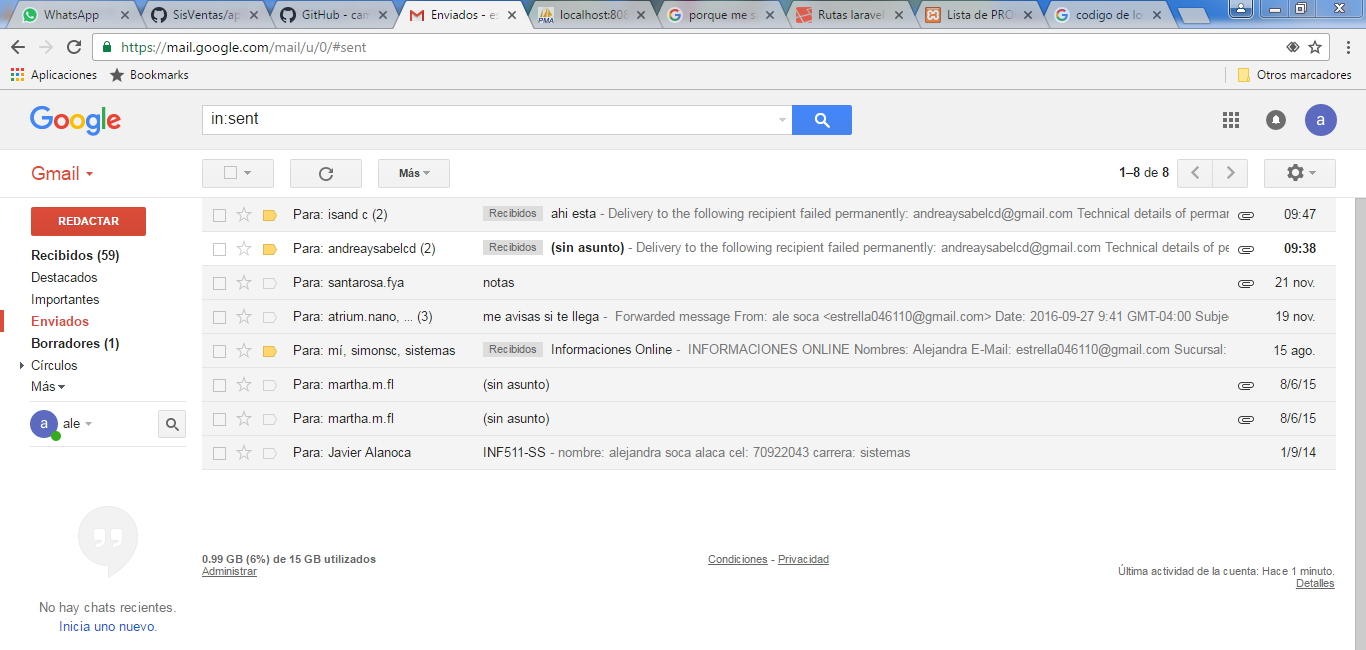 WhatsApp SisVentas/ap GitHub - cam Enviados - es localhost:808 porque me s Rutas laravel Lista de PRO codigo de lo
https://mail.google.com/mail/u/0/#sent
Aplicaciones Bookmarks Otros marcadores
Google in:sent a
Gmail Más 1–8 de 8
REDACTAR
Recibidos (59)
Destacados
Importantes
Enviados
Borradores (1)
Círculos
Más
a ale
Para: isand c (2) Recibidos ahi esta - Delivery to the following recipient failed permanently: andreaysabelcd@gmail.com Technical details of permar 09:47
Para: andreaysabelcd (2) Recibidos (sin asunto) - Delivery to the following recipient failed permanently: andreaysabelcd@gmail.com Technical details of pe 09:38
Para: santarosa.fya notas 21 nov.
Para: atrium.nano, ... (3) me avisas si te llega - Forwarded message From: ale soca <estrella046110@gmail.com> Date: 2016-09-27 9:41 GMT-04:00 Subje 19 nov.
Para: mí, simonsc, sistemas Recibidos Informaciones Online - INFORMACIONES ONLINE Nombres: Alejandra E-Mail: estrella046110@gmail.com Sucursal: 15 ago.
Para: martha.m.fl (sin asunto) 8/6/15
Para: martha.m.fl (sin asunto) 8/6/15
Para: Javier Alanoca INF511-SS - nombre: alejandra soca alaca cel: 70922043 carrera: sistemas 1/9/14
No hay chats recientes.
Inicia uno nuevo.
0.99 GB (6%) de 15 GB utilizados
Administrar
Condiciones - Privacidad
Última actividad de la cuenta: Hace 1 minuto.
Detalles